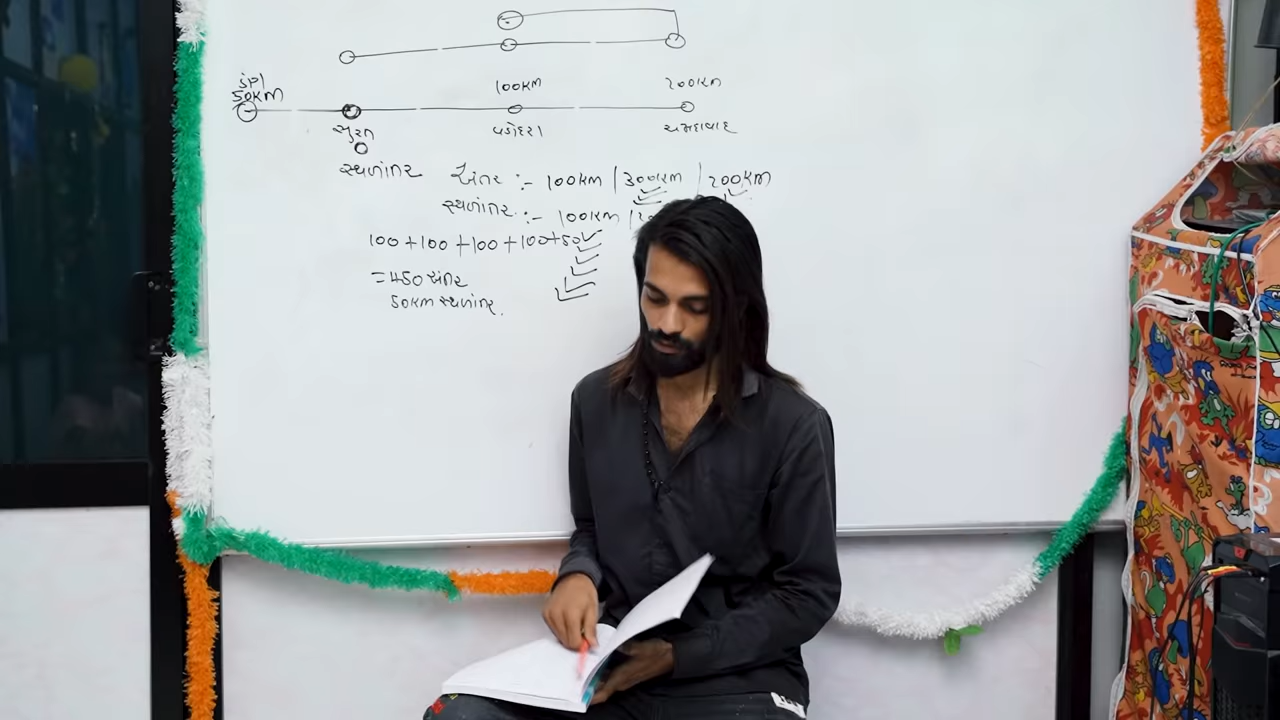 ડાપી 100KM 200KM
50KM
સુરત વડોદરા અમદાવાદ
સ્થળાંતર અંતર :- 100KM | 300KM | 200KM
સ્થળાંતર :- 100KM |
100+100+100+100+50
=450 અંતર
50KM સ્થળાંતર.